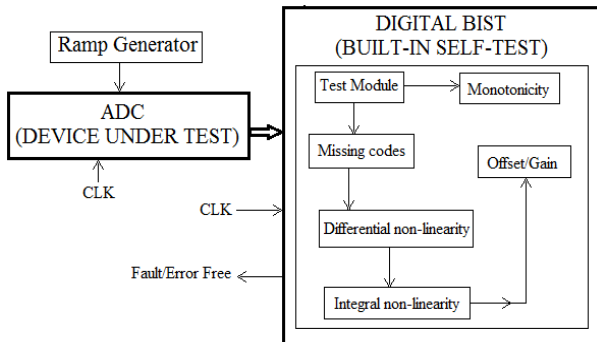 Ramp Generator
ADC
(DEVICE UNDER TEST)
CLK
CLK
Fault/Error Free
DIGITAL BIST
(BUILT-IN SELF-TEST)
Test Module
Monotonicity
Missing codes
Offset/Gain
Differential non-linearity
Integral non-linearity